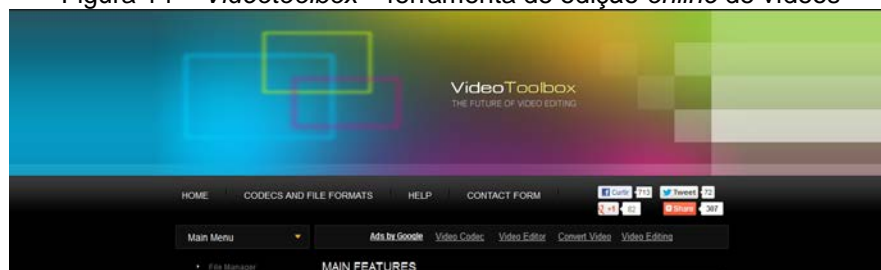 Figura 14 – Videotoolbox – ferramenta de edição online de vídeos
VideoToolbox
THE FUTURE OF VIDEO EDITING
HOME CODECS AND FILE FORMATS HELP CONTACT FORM
Curtir 713 Tweet 72
+1 82 Share 307
Main Menu Ads by Google Video Codec Video Editor Convert Video Video Editing
File Manager MAIN FEATURES